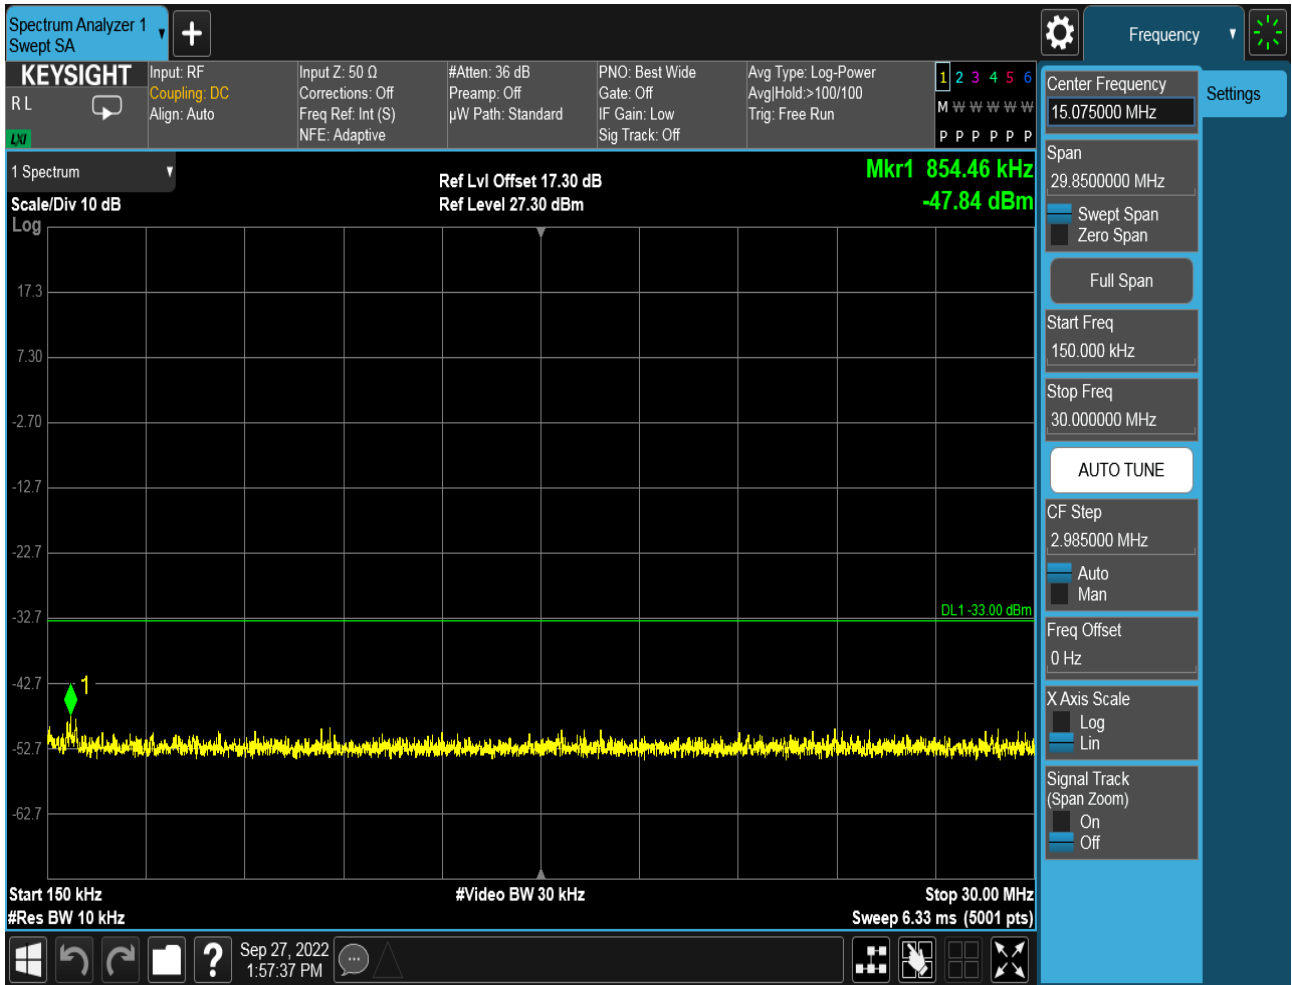 Spectrum Analyzer 1
Swept SA
Frequency
KEYSIGHT
R L
LXI
Input: RF
Coupling: DC
Align: Auto
Input Z: 50 Ω
Corrections: Off
Freq Ref: Int (S)
NFE: Adaptive
#Atten: 36 dB
Preamp: Off
µW Path: Standard
PNO: Best Wide
Gate: Off
IF Gain: Low
Sig Track: Off
Avg Type: Log-Power
Avg|Hold:>100/100
Trig: Free Run
1 2 3 4 5 6
M W W W W W
P P P P P P
1 Spectrum
Scale/Div 10 dB
Log
Ref Lvl Offset 17.30 dB
Ref Level 27.30 dBm
Mkr1 854.46 kHz
-47.84 dBm
17.3
7.30
-2.70
-12.7
-22.7
-32.7
-42.7
-52.7
-62.7
DL1 -33.00 dBm
1
Start 150 kHz
#Res BW 10 kHz
#Video BW 30 kHz
Stop 30.00 MHz
Sweep 6.33 ms (5001 pts)
Center Frequency
15.075000 MHz
Settings
Span
29.8500000 MHz
Swept Span
Zero Span
Full Span
Start Freq
150.000 kHz
Stop Freq
30.000000 MHz
AUTO TUNE
CF Step
2.985000 MHz
Auto
Man
Freq Offset
0 Hz
X Axis Scale
Log
Lin
Signal Track
(Span Zoom)
On
Off
?
Sep 27, 2022
1:57:37 PM